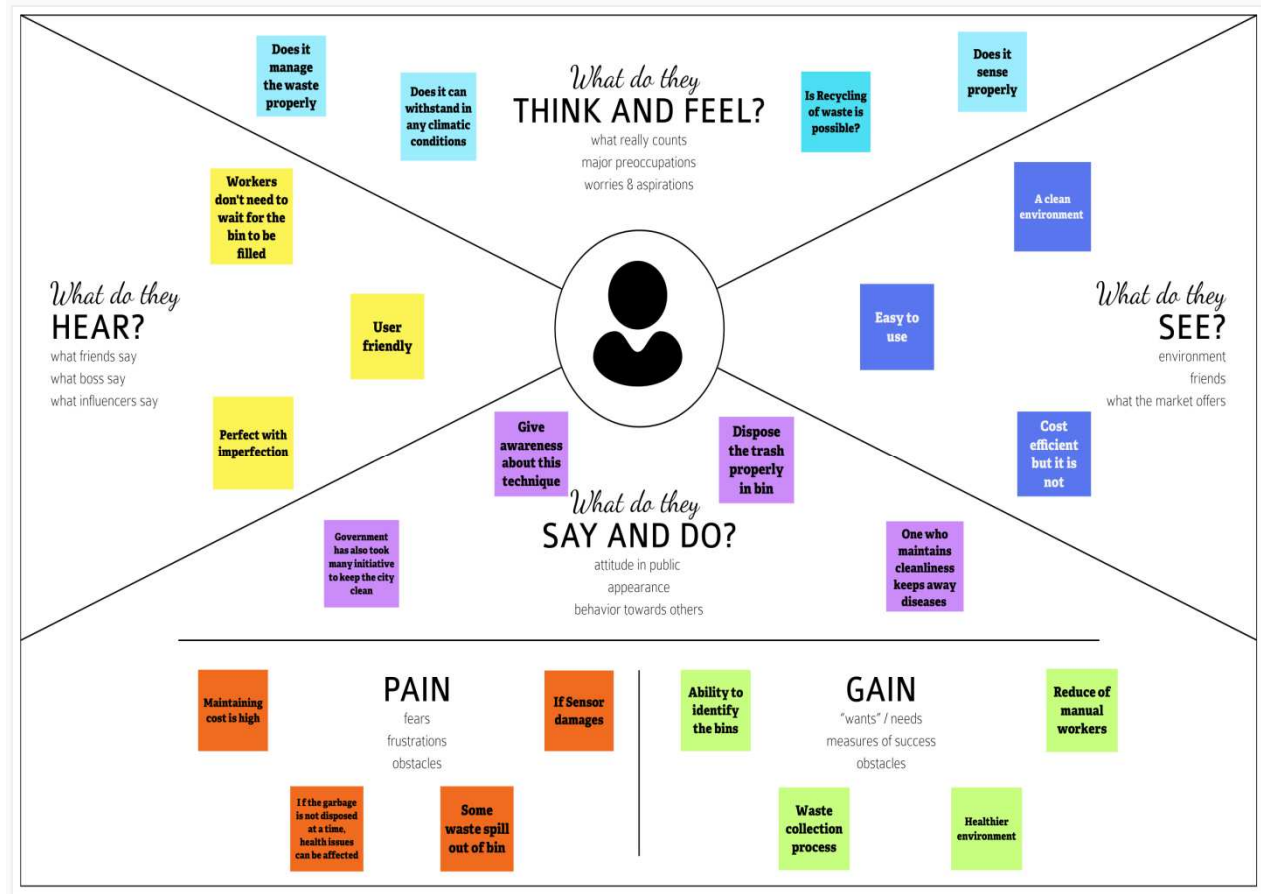 Does it
manage
the waste
properly
Does it can
withstand in
any climatic
conditions
What do they
THINK AND FEEL?
what really counts
major preoccupations
worries & aspirations
Is Recycling
of waste is
possible?
Does it
sense
properly
Workers
don't need to
wait for the
bin to be
filled
What do they
HEAR?
what friends say
what boss say
what influencers say
User
friendly
Perfect with
imperfection
A clean
environment
Easy to
use
What do they
SEE?
environment
friends
what the market offers
Cost
efficient
but it is
not
Give
awareness
about this
technique
Dispose
the trash
properly
in bin
What do they
SAY AND DO?
attitude in public
appearance
behavior towards others
Government
has also took
many initiative
to keep the city
clean
One who
maintains
cleanliness
keeps away
diseases
Maintaining
cost is high
PAIN
fears
frustrations
obstacles
If Sensor
damages
If the garbage
is not disposed
at a time,
health issues
can be affected
Some
waste spill
out of bin
Ability to
identify
the bins
GAIN
"wants" / needs
measures of success
obstacles
Reduce of
manual
workers
Waste
collection
process
Healthier
environment